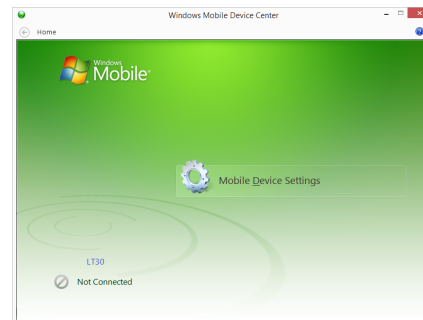 Windows Mobile Device Center
Home
Windows
Mobile
Mobile Device Settings
LT30
Not Connected